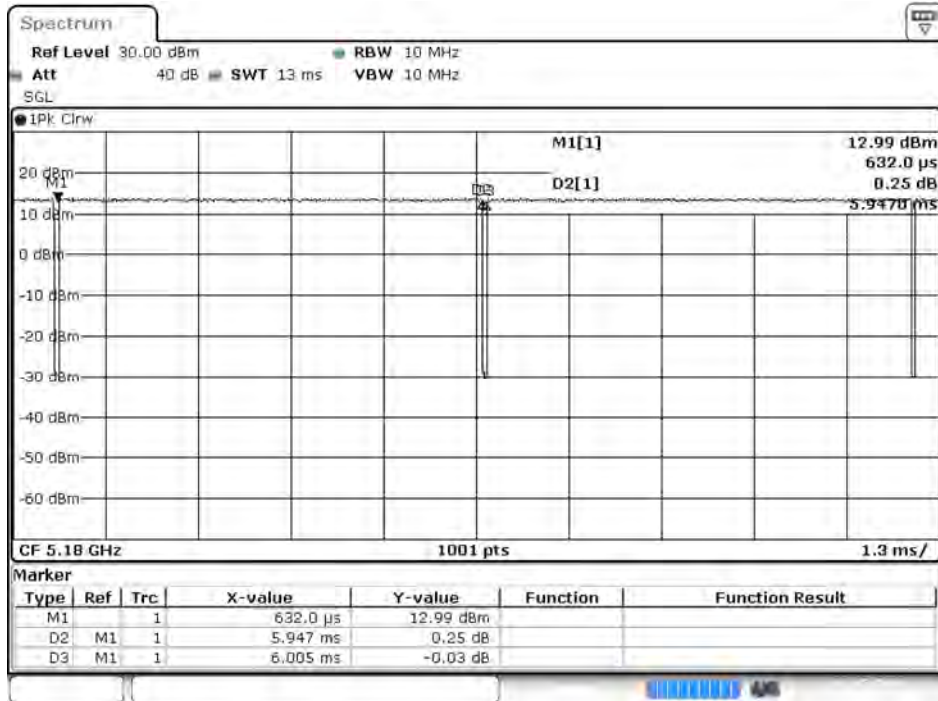 Spectrum
Ref Level 30.00 dBm RBW 10 MHz
Att 40 dB SWT 13 ms VBW 10 MHz
SGL
1Pk Clrw
M1[1] 12.99 dBm
632.0 µs
20 dBm
M1
D2[1] 0.25 dB
5.9470 ms
10 dBm
0 dBm
-10 dBm
-20 dBm
-30 dBm
-40 dBm
-50 dBm
-60 dBm
CF 5.18 GHz 1001 pts 1.3 ms/
Marker
Type Ref Trc X-value Y-value Function Function Result
M1 1 632.0 µs 12.99 dBm
D2 M1 1 5.947 ms 0.25 dB
D3 M1 1 6.005 ms -0.03 dB